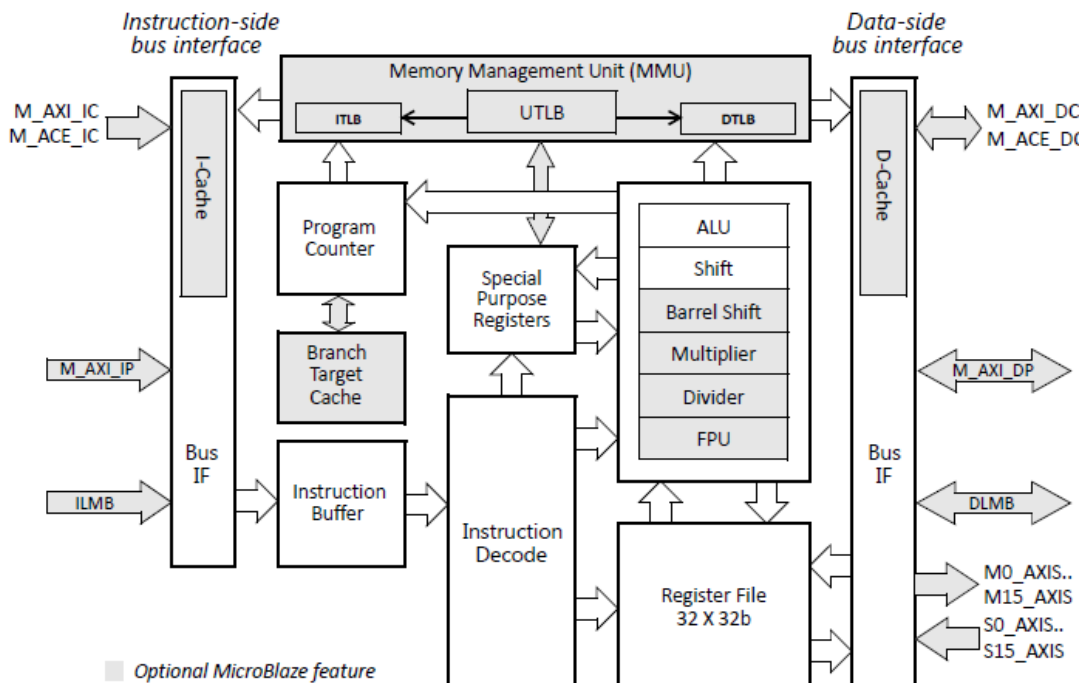 Instruction-side
bus interface
Data-side
bus interface
Memory Management Unit (MMU)
ITLB
UTLB
DTLB
M_AXI_IC
M_ACE_IC
I-Cache
D-Cache
M_AXI_DC
M_ACE_DC
Program
Counter
Special
Purpose
Registers
ALU
Shift
Barrel Shift
Multiplier
Divider
FPU
Branch
Target
Cache
M_AXI_IP
M_AXI_DP
Bus
IF
Bus
IF
ILMB
DLMB
Instruction
Buffer
Instruction
Decode
Register File
32 X 32b
M0_AXIS..
M15_AXIS
S0_AXIS..
S15_AXIS
Optional MicroBlaze feature